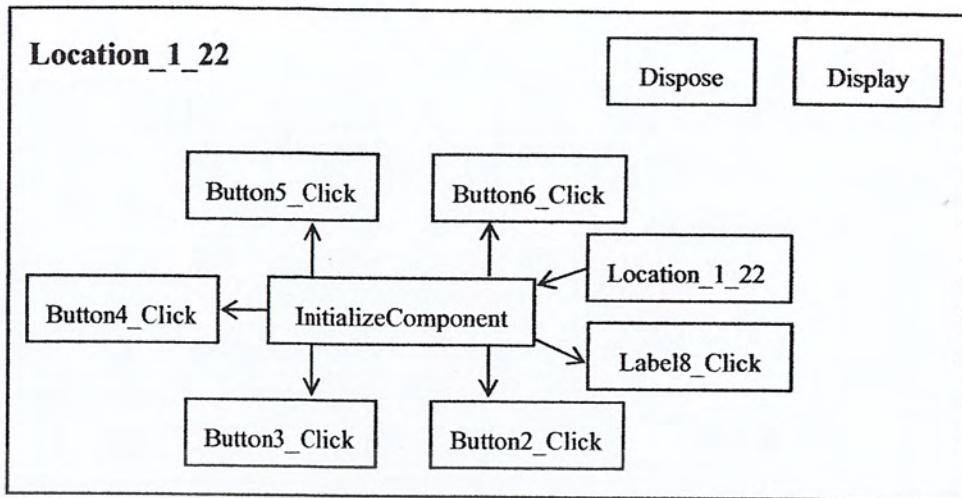 Location_1_22
Dispose
Display
Button5_Click
Button6_Click
Location_1_22
Button4_Click
InitializeComponent
Label8_Click
Button3_Click
Button2_Click